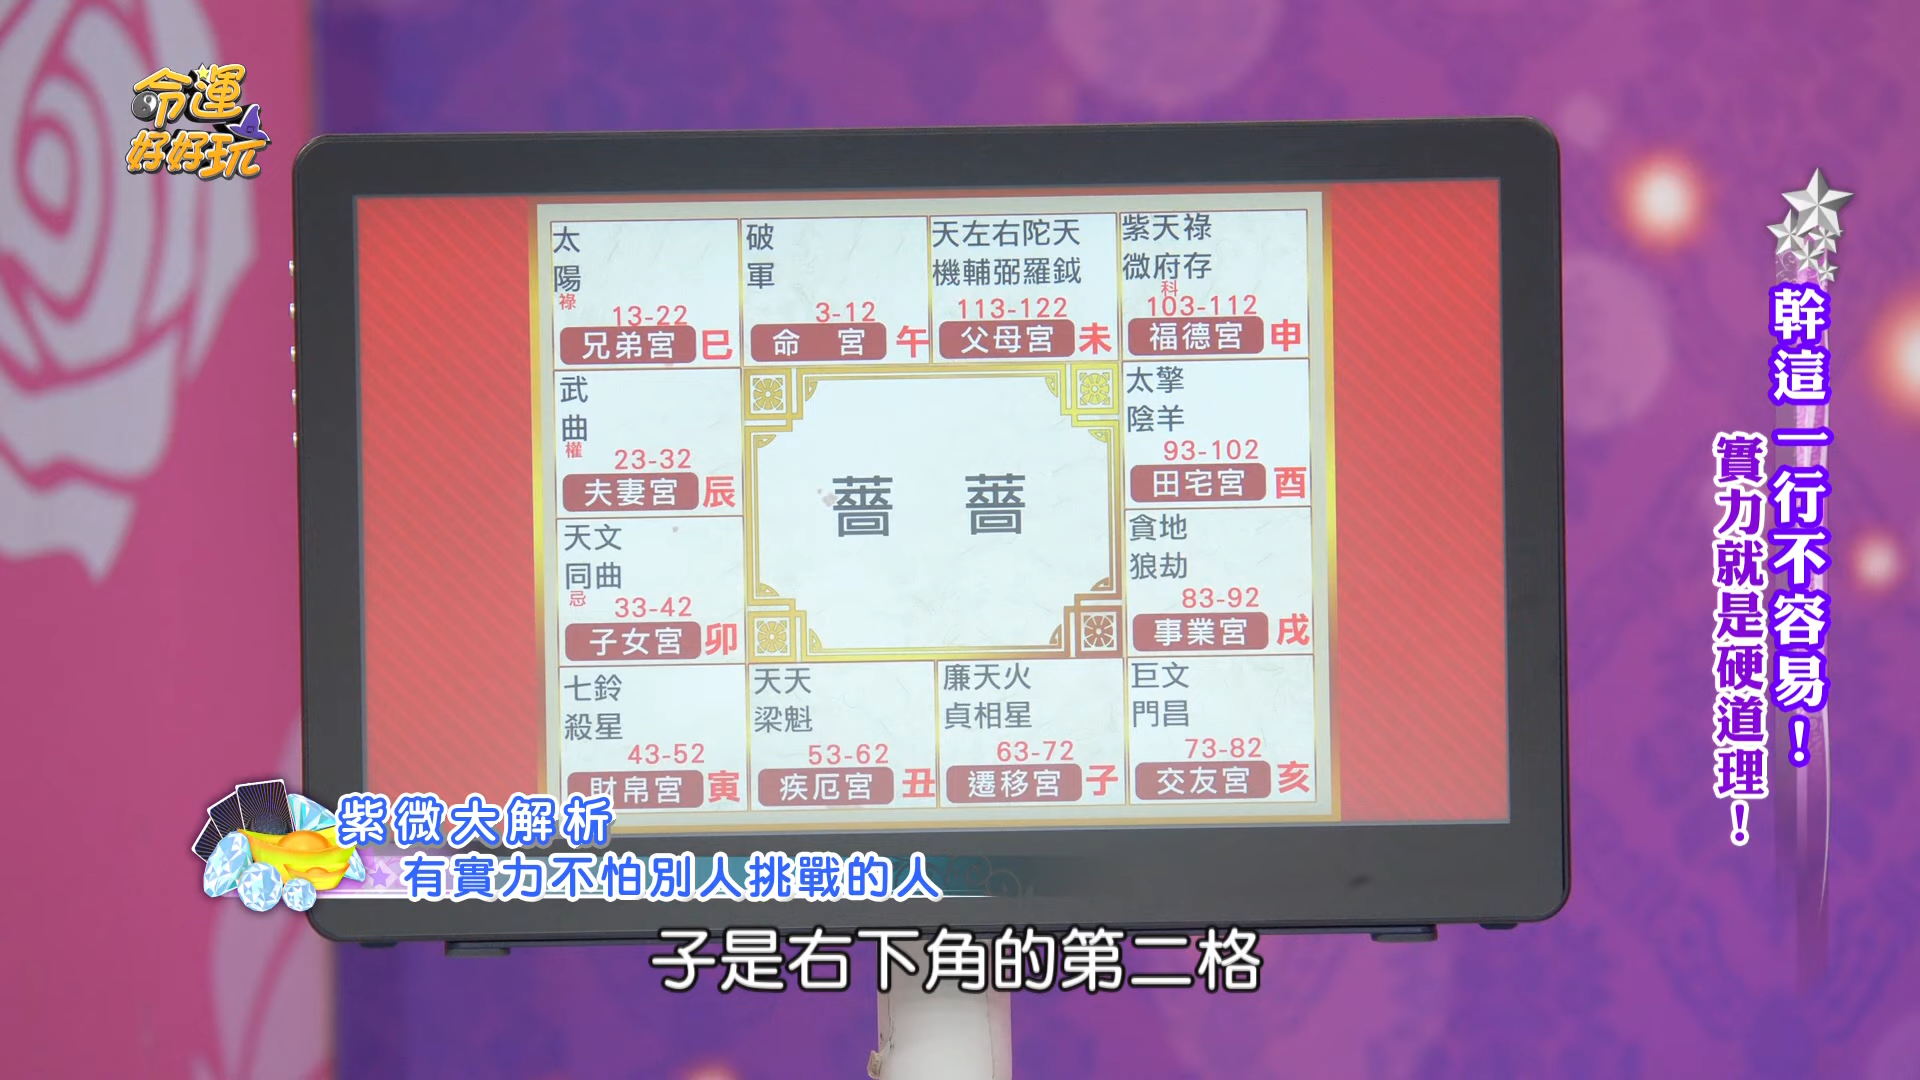 命運
好好玩
太
陽
祿
13-22
兄弟宮 巳
破
軍
3-12
命 宮 午
天左右陀天
機輔弼羅鉞
113-122
父母宮 未
紫天祿
微府存
科
103-112
福德宮 申
武
曲
權
23-32
夫妻宮 辰
薔 薔
太擎
陰羊
93-102
田宅宮 酉
天文
同曲
忌
33-42
子女宮 卯
貪地
狼劫
83-92
事業宮 戌
七鈴
殺星
43-52
財帛宮 寅
天天
梁魁
53-62
疾厄宮 丑
廉天火
貞相星
63-72
遷移宮 子
巨文
門昌
73-82
交友宮 亥
幹這一行不容易！
實力就是硬道理！
紫微大解析
有實力不怕別人挑戰的人
子是右下角的第二格